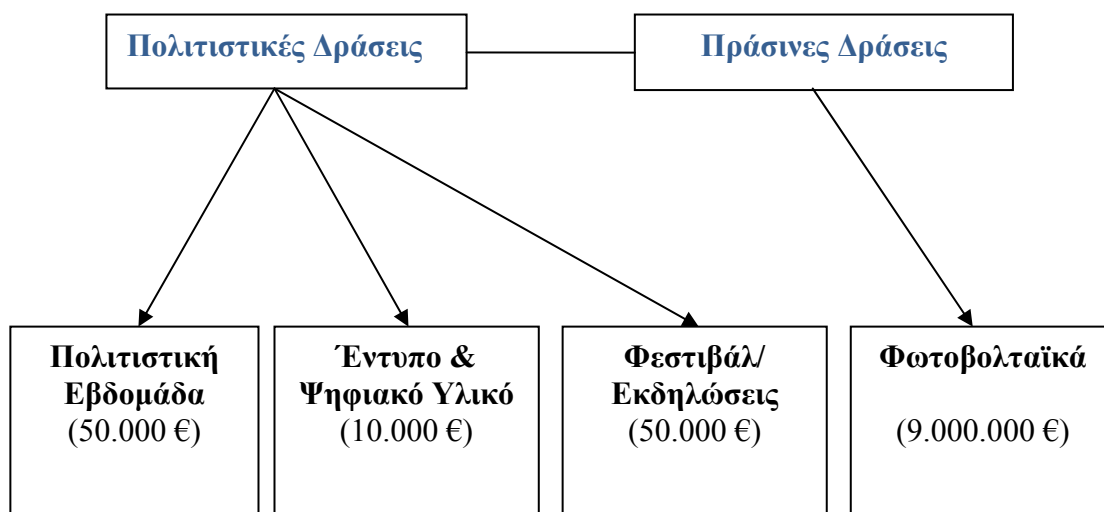 Πολιτιστικές Δράσεις
Πράσινες Δράσεις
Πολιτιστική
Εβδομάδα
(50.000 €)
Έντυπο &
Ψηφιακό Υλικό
(10.000 €)
Φεστιβάλ/
Εκδηλώσεις
(50.000 €)
Φωτοβολταϊκά
(9.000.000 €)